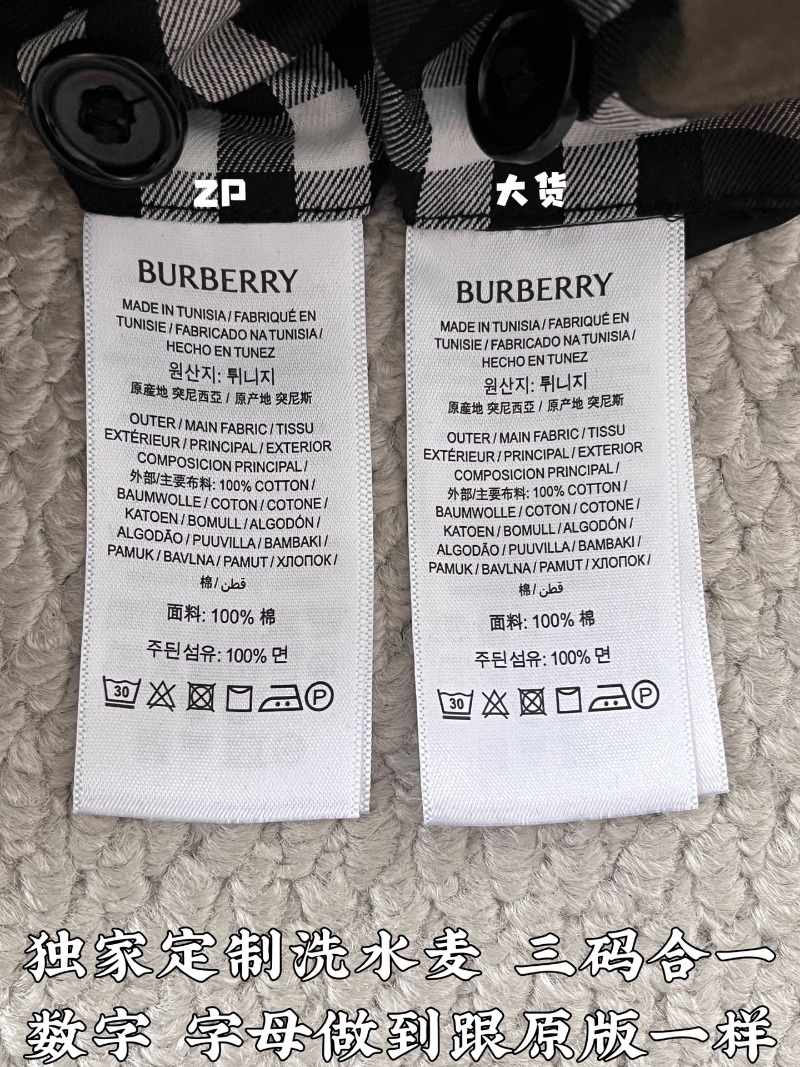 ZP
大货
BURBERRY
MADE IN TUNISIA / FABRIQUÉ EN
TUNISIE / FABRICADO NA TUNISIA /
HECHO EN TUNEZ
원산지: 튀니지
原産地 突尼西亞 / 原产地 突尼斯
OUTER / MAIN FABRIC / TISSU
EXTÉRIEUR / PRINCIPAL / EXTERIOR
COMPOSICION PRINCIPAL /
外部/主要布料: 100% COTTON /
BAUMWOLLE / COTON / COTONE /
KATOEN / BOMULL / ALGODÓN /
ALGODÃO / PUUVILLA / BAMBAKI /
PAMUK / BAVLNA / PAMUT / ХЛОПОК /
棉 / قطن
面料: 100% 棉
주된섬유: 100% 면
30
P
BURBERRY
MADE IN TUNISIA / FABRIQUÉ EN
TUNISIE / FABRICADO NA TUNISIA /
HECHO EN TUNEZ
원산지: 튀니지
原産地 突尼西亞 / 原产地 突尼斯
OUTER / MAIN FABRIC / TISSU
EXTÉRIEUR / PRINCIPAL / EXTERIOR
COMPOSICION PRINCIPAL /
外部/主要布料: 100% COTTON /
BAUMWOLLE / COTON / COTONE /
KATOEN / BOMULL / ALGODÓN /
ALGODÃO / PUUVILLA / BAMBAKI /
PAMUK / BAVLNA / PAMUT / ХЛОПОК /
棉 / قطن
面料: 100% 棉
주된섬유: 100% 면
30
P
独家定制洗水麦 三码合一
数字 字母做到跟原版一样